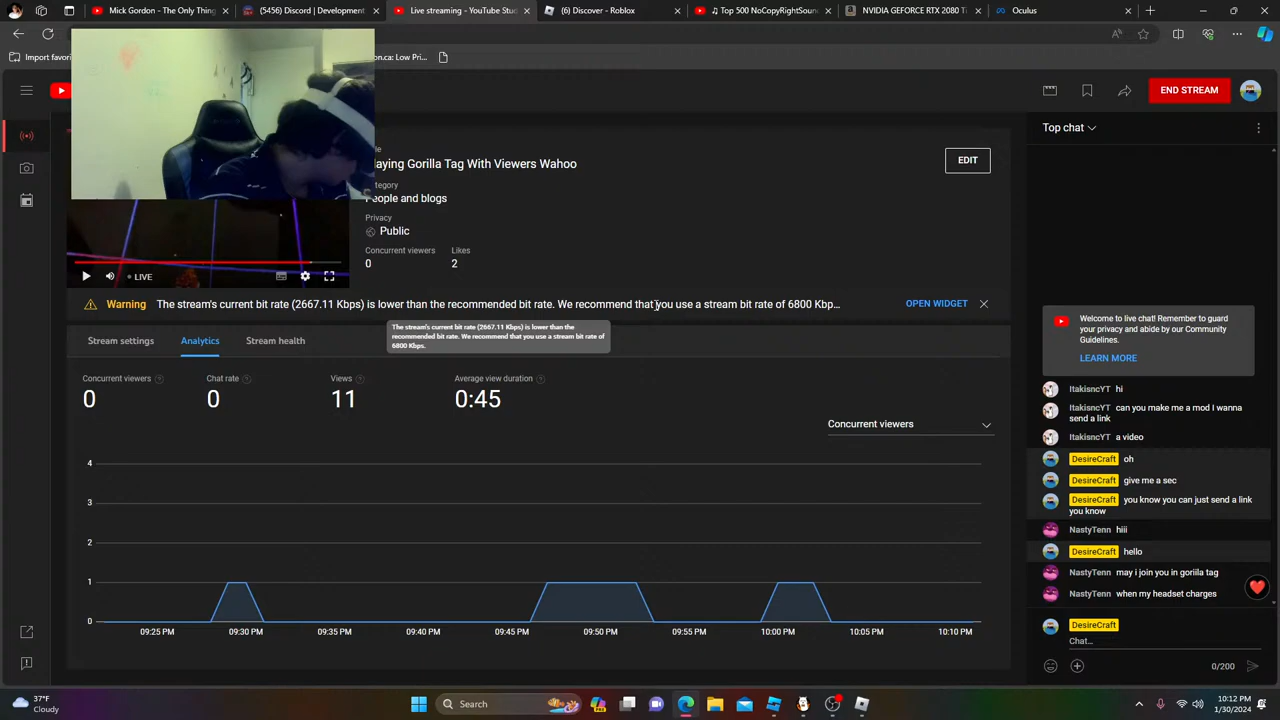 Mick Gordon - The Only Thing
(5456) Discord | Development
Live streaming - YouTube Stu
(6) Discover - Roblox
♫ Top 500 NoCopyRightSounds
NVIDIA GEFORCE RTX 2080 Ti
Oculus
Import favori
on.ca: Low Pri...
END STREAM
laying Gorilla Tag With Viewers Wahoo
EDIT
People and blogs
Privacy
Public
Concurrent viewers
Likes
0
2
LIVE
Warning
The stream's current bit rate (2667.11 Kbps) is lower than the recommended bit rate. We recommend that you use a stream bit rate of 6800 Kbp...
OPEN WIDGET
The stream's current bit rate (2667.11 Kbps) is lower than the
recommended bit rate. We recommend that you use a stream bit rate of
6800 Kbps.
Stream settings
Analytics
Stream health
Concurrent viewers
Chat rate
Views
Average view duration
0
0
11
0:45
Concurrent viewers
4
3
2
1
0
09:25 PM
09:30 PM
09:35 PM
09:40 PM
09:45 PM
09:50 PM
09:55 PM
10:00 PM
10:05 PM
10:10 PM
Top chat
Welcome to live chat! Remember to guard
your privacy and abide by our Community
Guidelines.
LEARN MORE
ItakisncYT hi
ItakisncYT can you make me a mod I wanna
send a link
ItakisncYT a video
DesireCraft oh
DesireCraft give me a sec
DesireCraft you know you can just send a link
you know
NastyTenn hiii
DesireCraft hello
NastyTenn may i join you in goriila tag
NastyTenn when my headset charges
DesireCraft
Chat...
0/200
37°F
Cloudy
Search
10:12 PM
1/30/2024